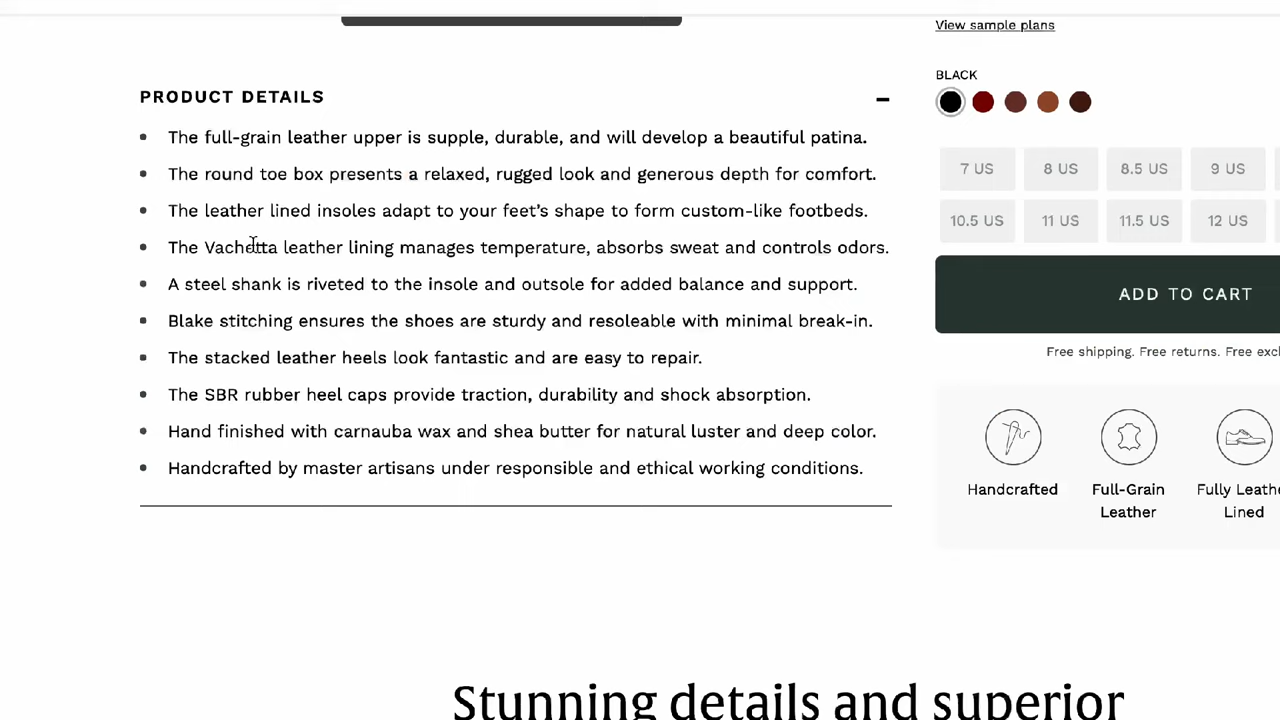 View sample plans
PRODUCT DETAILS
The full-grain leather upper is supple, durable, and will develop a beautiful patina.
The round toe box presents a relaxed, rugged look and generous depth for comfort.
The leather lined insoles adapt to your feet’s shape to form custom-like footbeds.
The Vachetta leather lining manages temperature, absorbs sweat and controls odors.
A steel shank is riveted to the insole and outsole for added balance and support.
Blake stitching ensures the shoes are sturdy and resoleable with minimal break-in.
The stacked leather heels look fantastic and are easy to repair.
The SBR rubber heel caps provide traction, durability and shock absorption.
Hand finished with carnauba wax and shea butter for natural luster and deep color.
Handcrafted by master artisans under responsible and ethical working conditions.
BLACK
7 US 8 US 8.5 US 9 US
10.5 US 11 US 11.5 US 12 US
ADD TO CART
Free shipping. Free returns. Free
Handcrafted
Full-Grain
Leather
Fully
Lined
Stunning details and superior